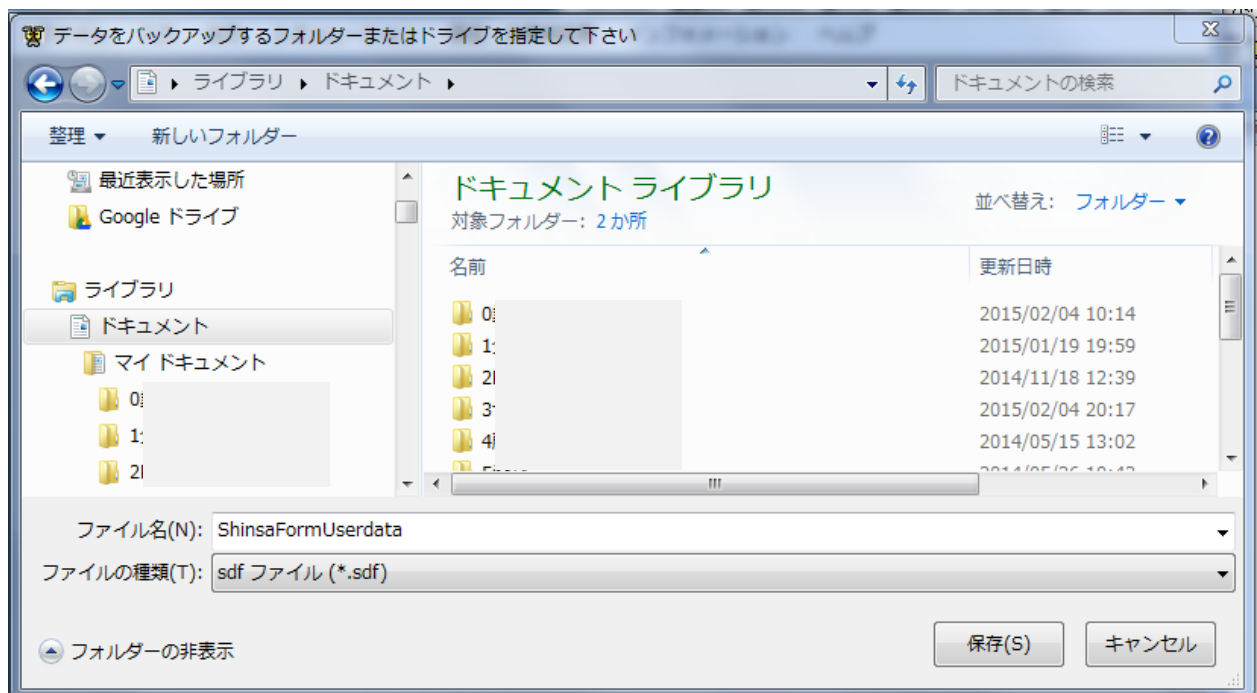 データをバックアップするフォルダーまたはドライブを指定して下さい
ライブラリ ドキュメント
ドキュメントの検索
整理 新しいフォルダー
最近表示した場所
Google ドライブ
ライブラリ
ドキュメント
マイ ドキュメント
0
1
2
ドキュメント ライブラリ
対象フォルダー: 2 か所
並べ替え: フォルダー
名前 更新日時
0 2015/02/04 10:14
1 2015/01/19 19:59
2 2014/11/18 12:39
3 2015/02/04 20:17
4 2014/05/15 13:02
ファイル名(N): ShinsaFormUserdata
ファイルの種類(T): sdf ファイル (*.sdf)
フォルダーの非表示
保存(S) キャンセル